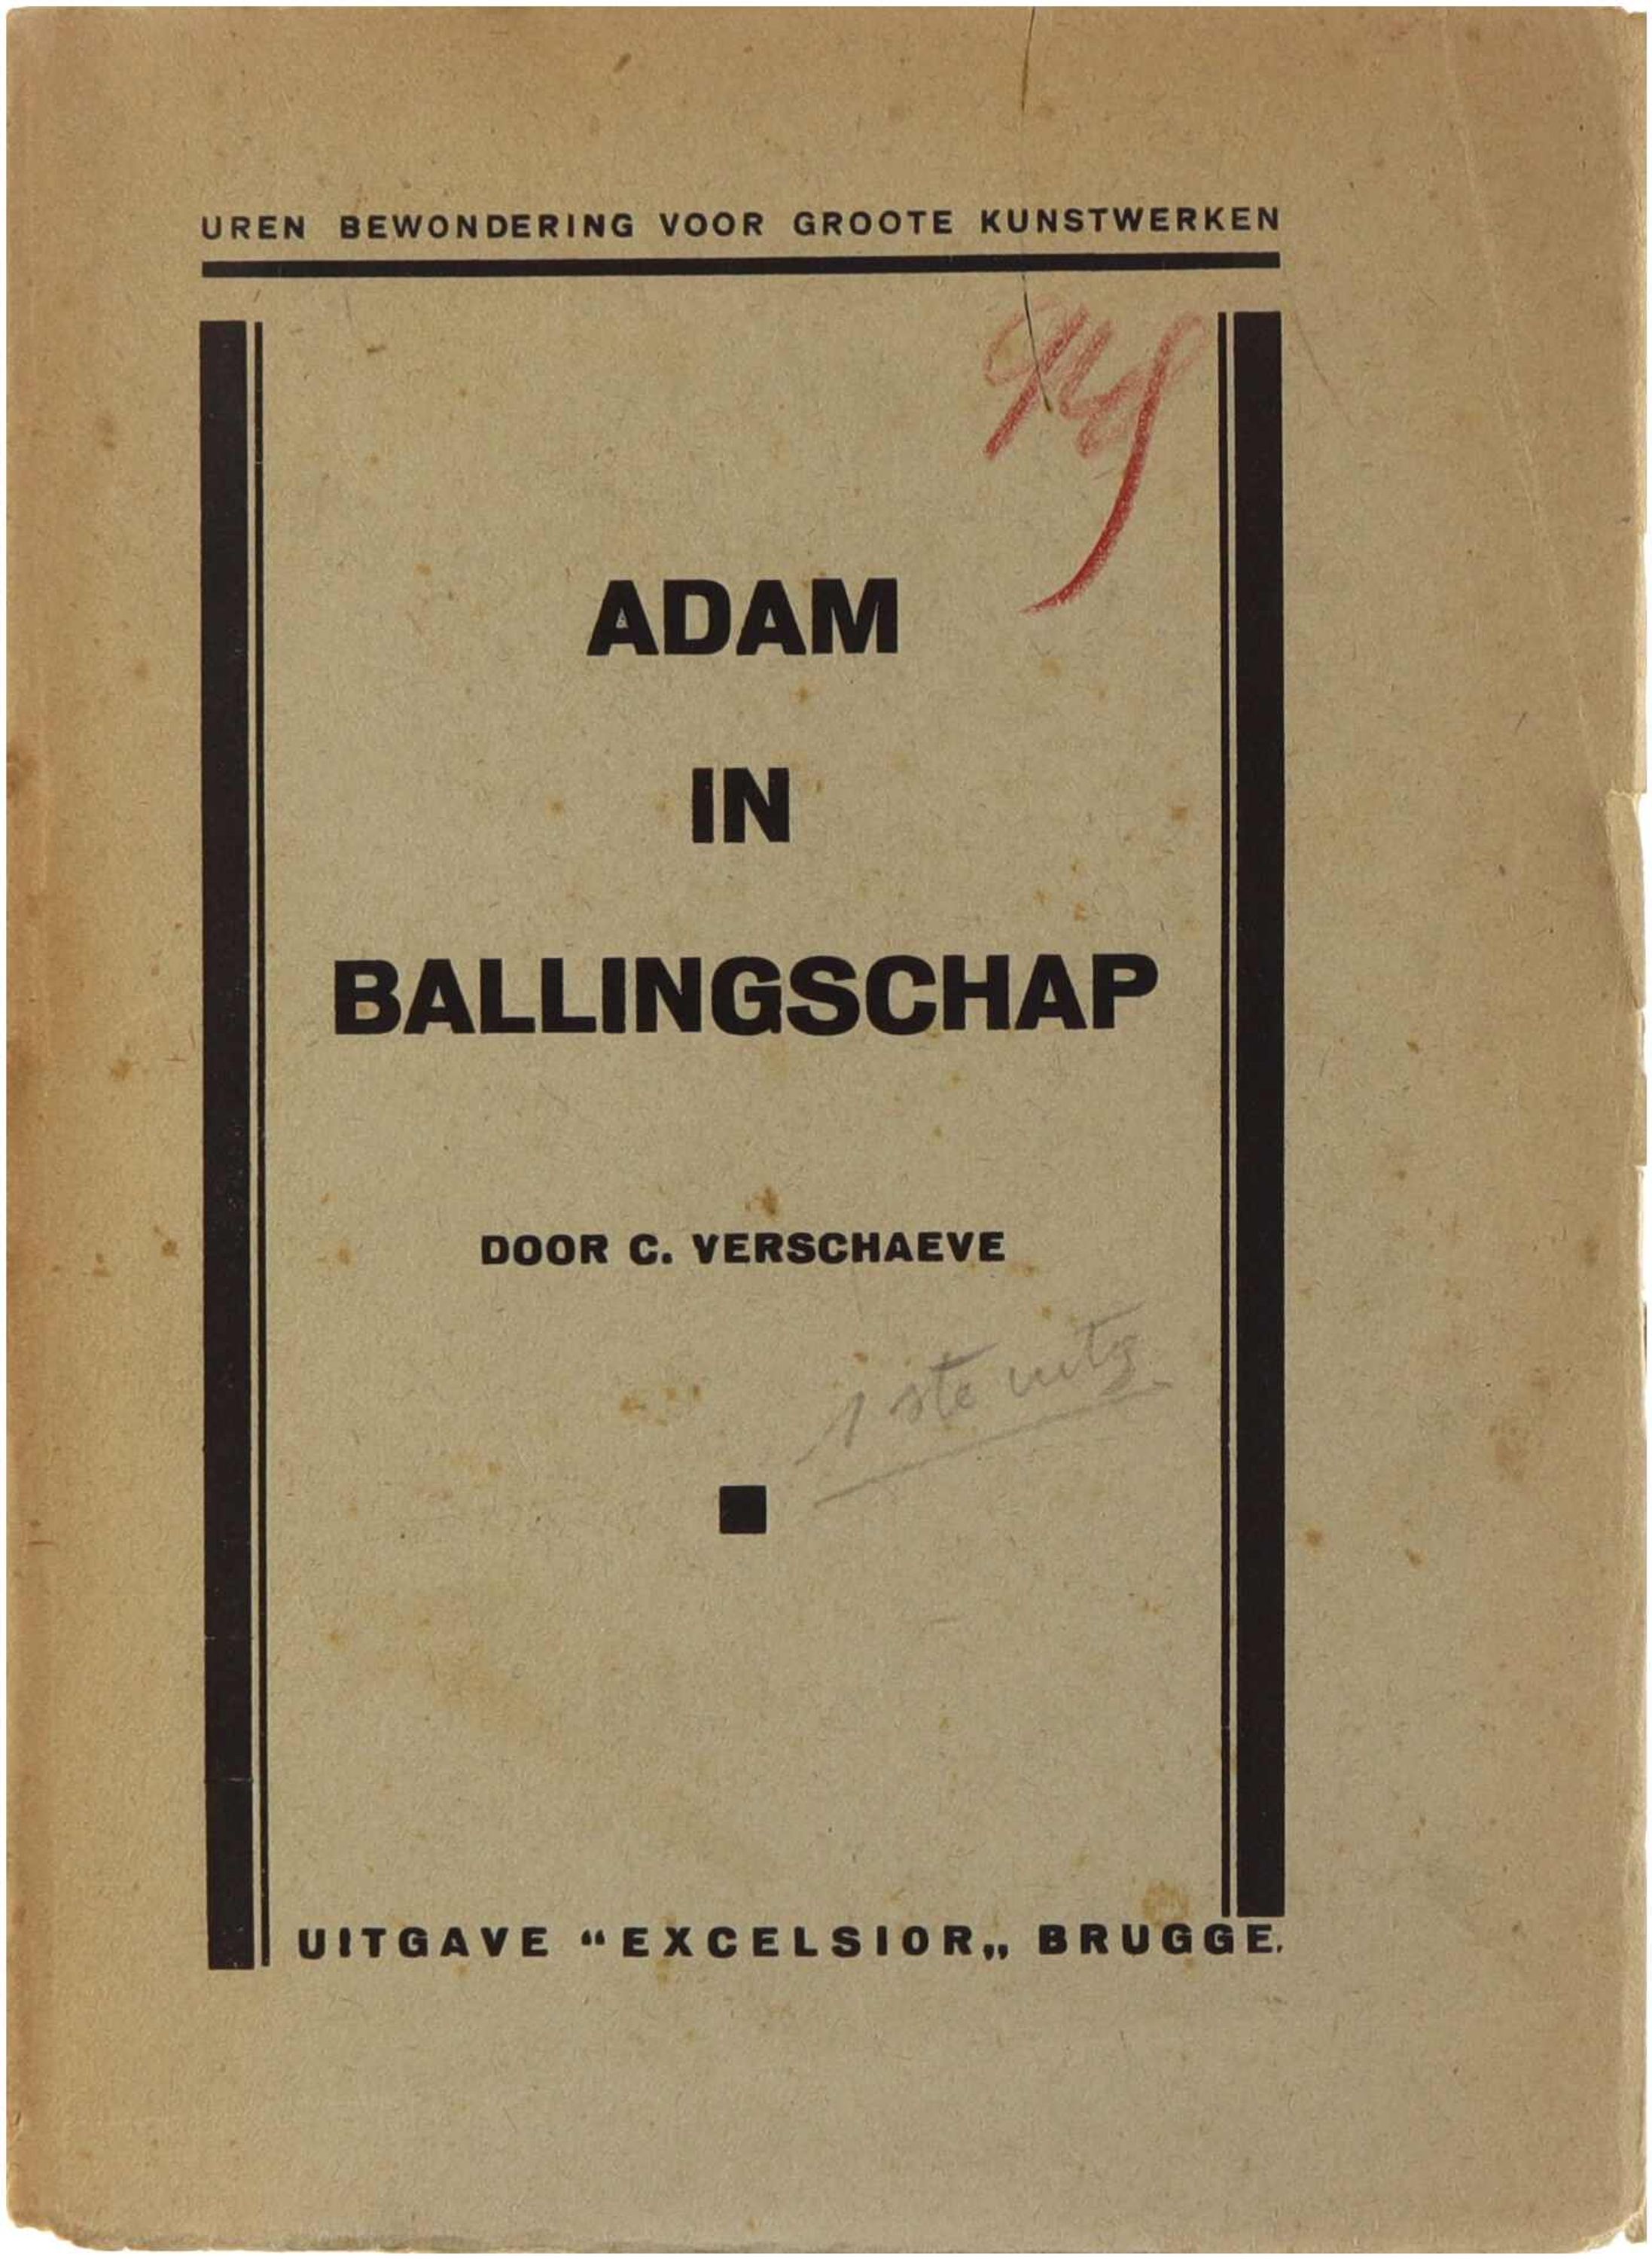 UREN BEWONDERING VOOR GROOTE KUNSTWERKEN
ADAM
IN
BALLINGSCHAP
DOOR C. VERSCHAEVE
1 ste uitg
UITGAVE “EXCELSIOR„ BRUGGE.